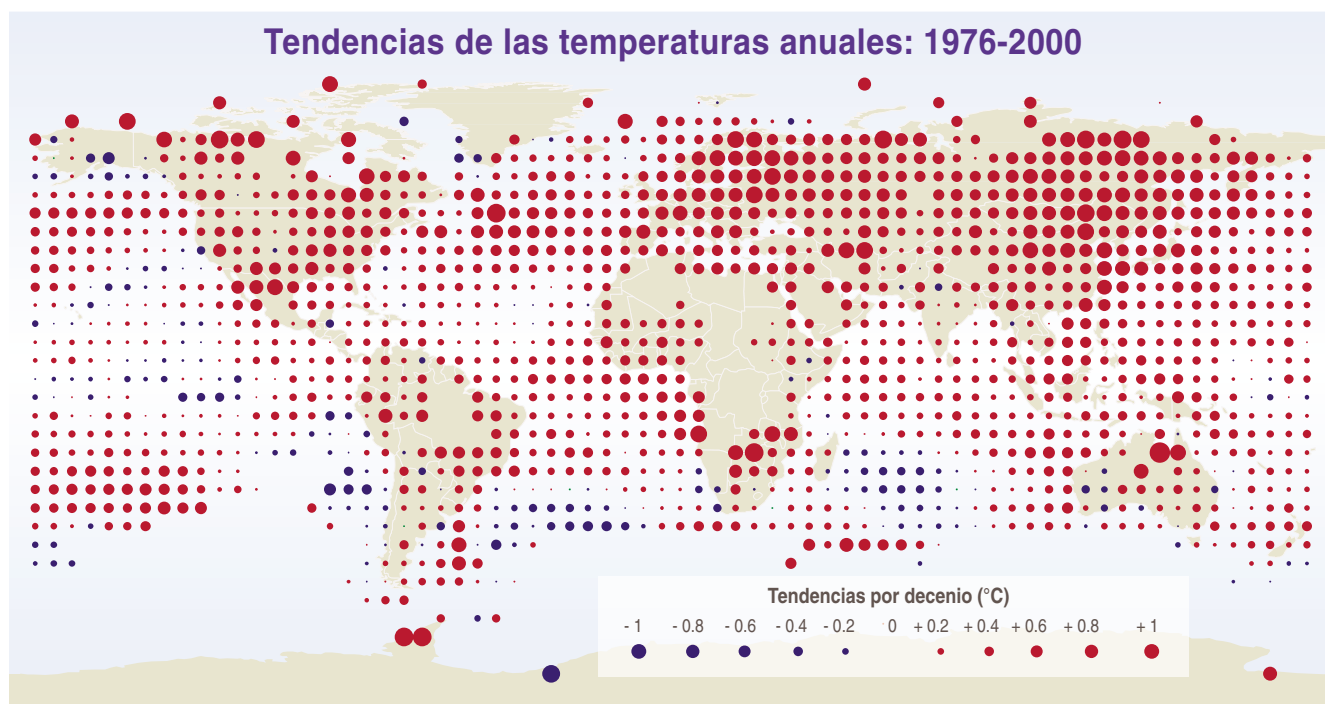 Tendencias de las temperaturas anuales: 1976-2000
Tendencias por decenio (°C)
- 1 - 0.8 - 0.6 - 0.4 - 0.2 0 + 0.2 + 0.4 + 0.6 + 0.8 + 1